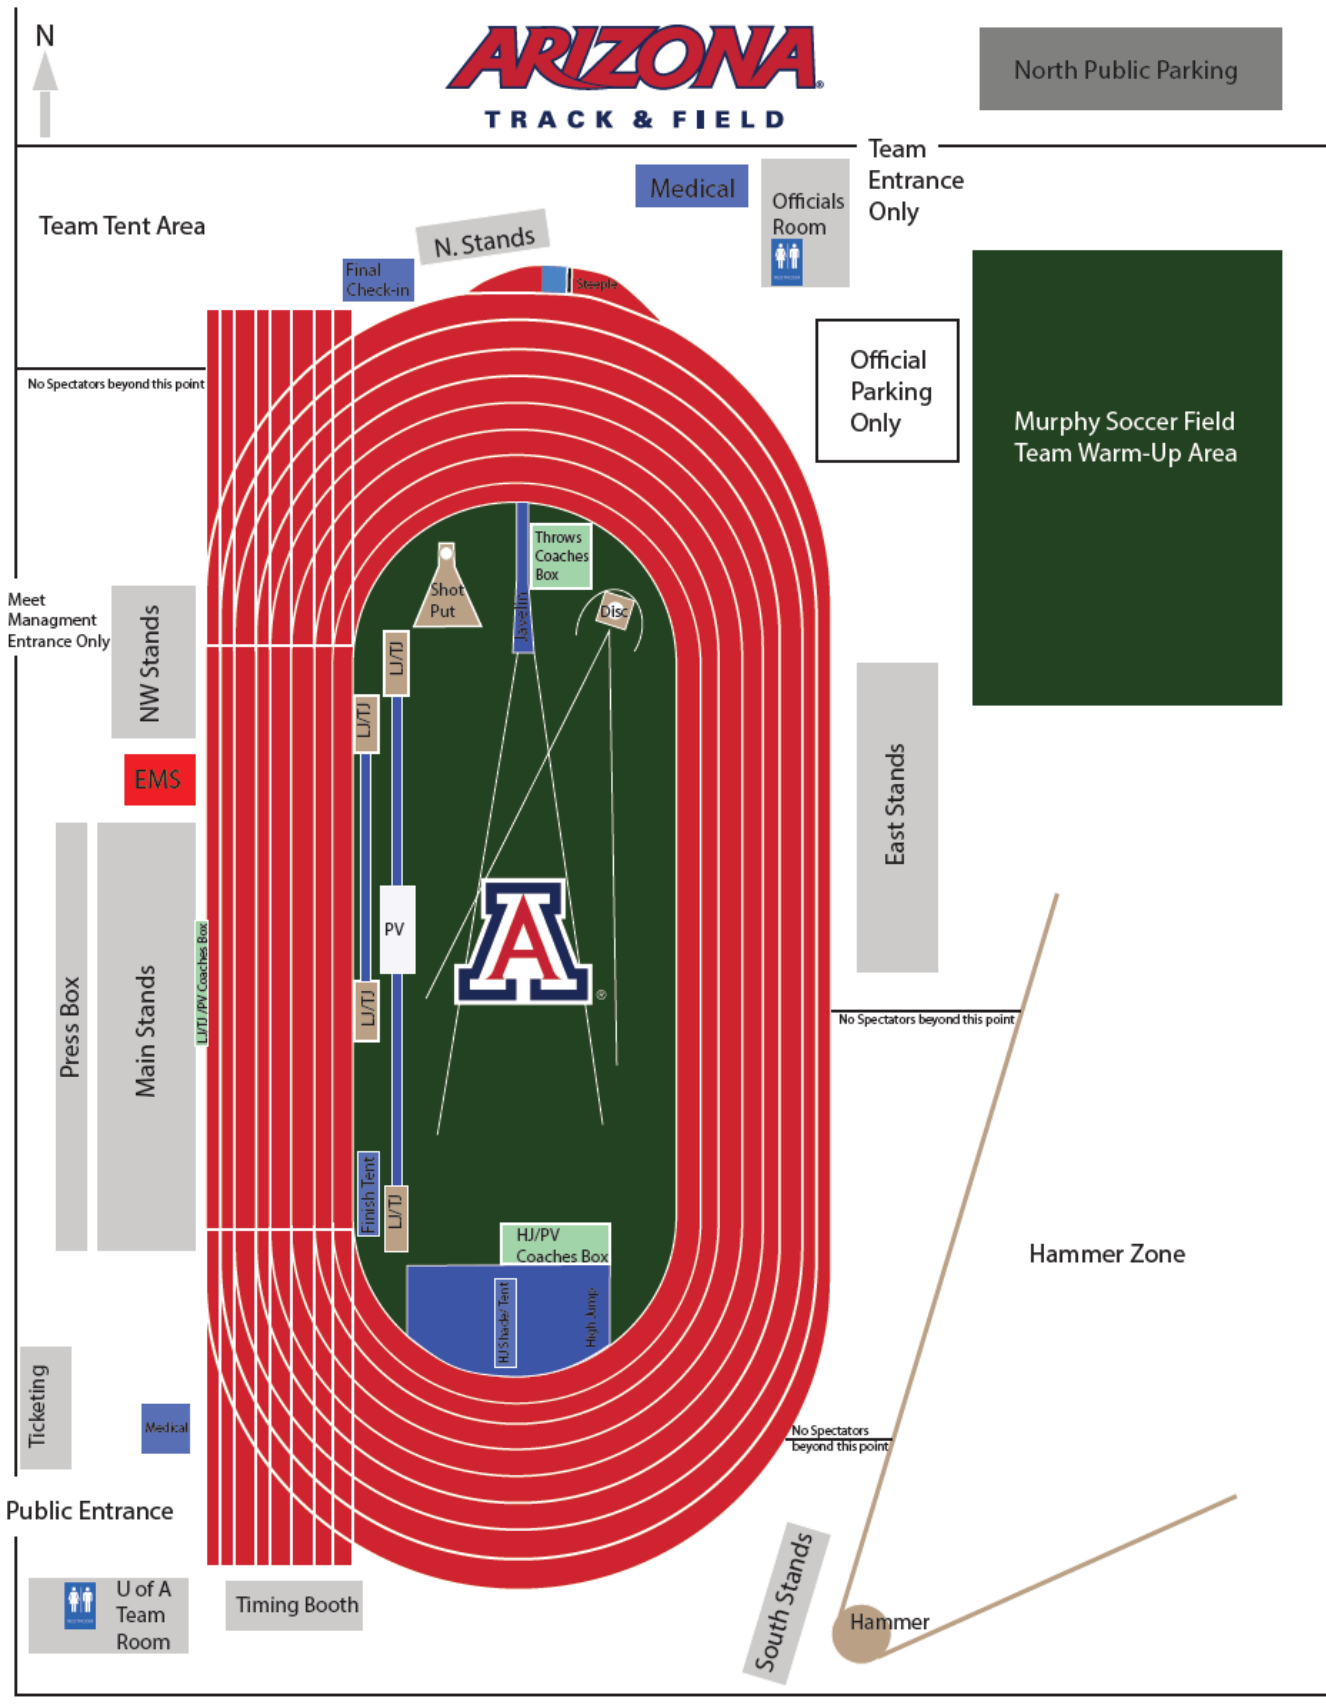 N
ARIZONA®
TRACK & FIELD
North Public Parking
Team
Entrance
Only
Medical
Officials
Room
Team Tent Area
N. Stands
Final
Check-in
Steeple
Official
Parking
Only
No Spectators beyond this point
Murphy Soccer Field
Team Warm-Up Area
Throws
Coaches
Box
Shot
Put
Javelin
Disc
Meet
Managment
Entrance Only
NW Stands
LJ/TJ
LJ/TJ
EMS
East Stands
PV
A
®
LJ/TJ /PV Coaches Box
LJ/TJ
Press Box
Main Stands
No Spectators beyond this point
Finish Tent
LJ/TJ
HJ/PV
Coaches Box
Hammer Zone
HJ Shade/Tent
High Jump
Ticketing
Medical
No Spectators
beyond this point
Public Entrance
U of A
Team
Room
Timing Booth
South Stands
Hammer